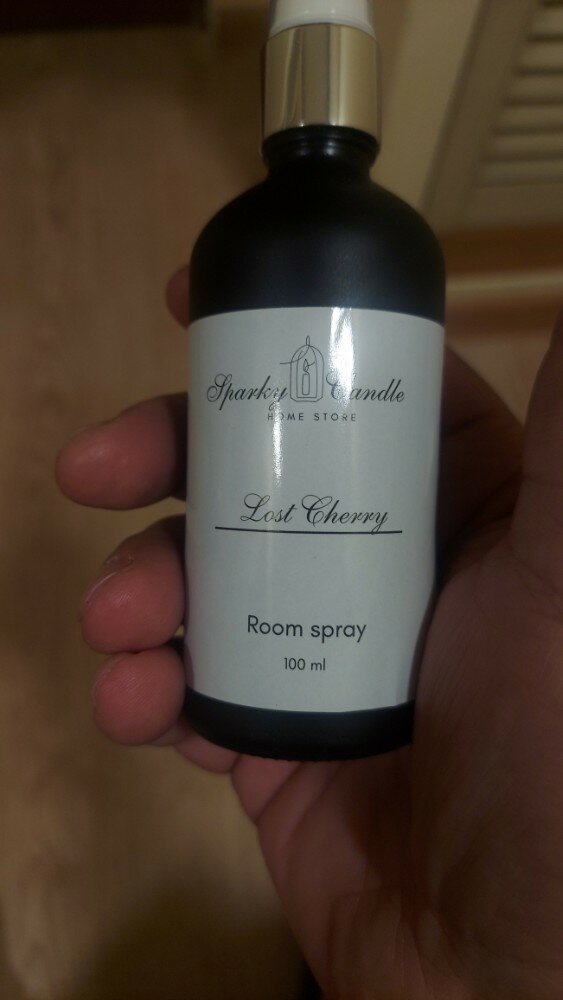 Sparky Candle
HOME STORE
Lost Cherry
Room spray
100 ml